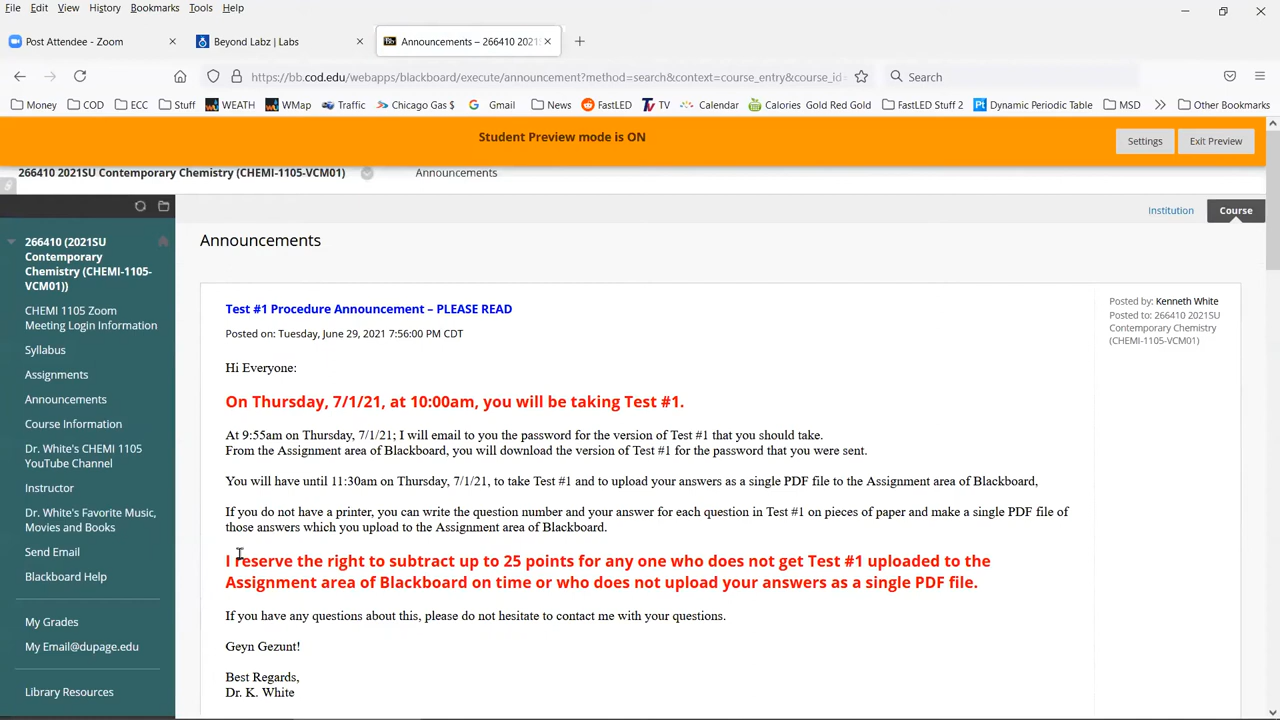 File Edit View History Bookmarks Tools Help
Post Attendee - Zoom
Beyond Labz | Labs
Announcements – 266410 2021
https://bb.cod.edu/webapps/blackboard/execute/announcement?method=search&context=course_entry&course_id=
Search
Money COD ECC Stuff WEATH WMap Traffic Chicago Gas $ Gmail News FastLED TV Calendar Calories Gold Red Gold FastLED Stuff 2 Dynamic Periodic Table MSD Other Bookmarks
Student Preview mode is ON
Settings
Exit Preview
266410 2021SU Contemporary Chemistry (CHEMI-1105-VCM01)
Announcements
Institution
Course
266410 (2021SU
Contemporary
Chemistry (CHEMI-1105-
VCM01))
CHEMI 1105 Zoom
Meeting Login Information
Syllabus
Assignments
Announcements
Course Information
Dr. White's CHEMI 1105
YouTube Channel
Instructor
Dr. White's Favorite Music,
Movies and Books
Send Email
Blackboard Help
My Grades
My Email@dupage.edu
Library Resources
Announcements
Test #1 Procedure Announcement – PLEASE READ
Posted on: Tuesday, June 29, 2021 7:56:00 PM CDT
Hi Everyone:
On Thursday, 7/1/21, at 10:00am, you will be taking Test #1.
At 9:55am on Thursday, 7/1/21; I will email to you the password for the version of Test #1 that you should take.
From the Assignment area of Blackboard, you will download the version of Test #1 for the password that you were sent.
You will have until 11:30am on Thursday, 7/1/21, to take Test #1 and to upload your answers as a single PDF file to the Assignment area of Blackboard,
If you do not have a printer, you can write the question number and your answer for each question in Test #1 on pieces of paper and make a single PDF file of
those answers which you upload to the Assignment area of Blackboard.
I reserve the right to subtract up to 25 points for any one who does not get Test #1 uploaded to the
Assignment area of Blackboard on time or who does not upload your answers as a single PDF file.
If you have any questions about this, please do not hesitate to contact me with your questions.
Geyn Gezunt!
Best Regards,
Dr. K. White
Posted by: Kenneth White
Posted to: 266410 2021SU
Contemporary Chemistry
(CHEMI-1105-VCM01)